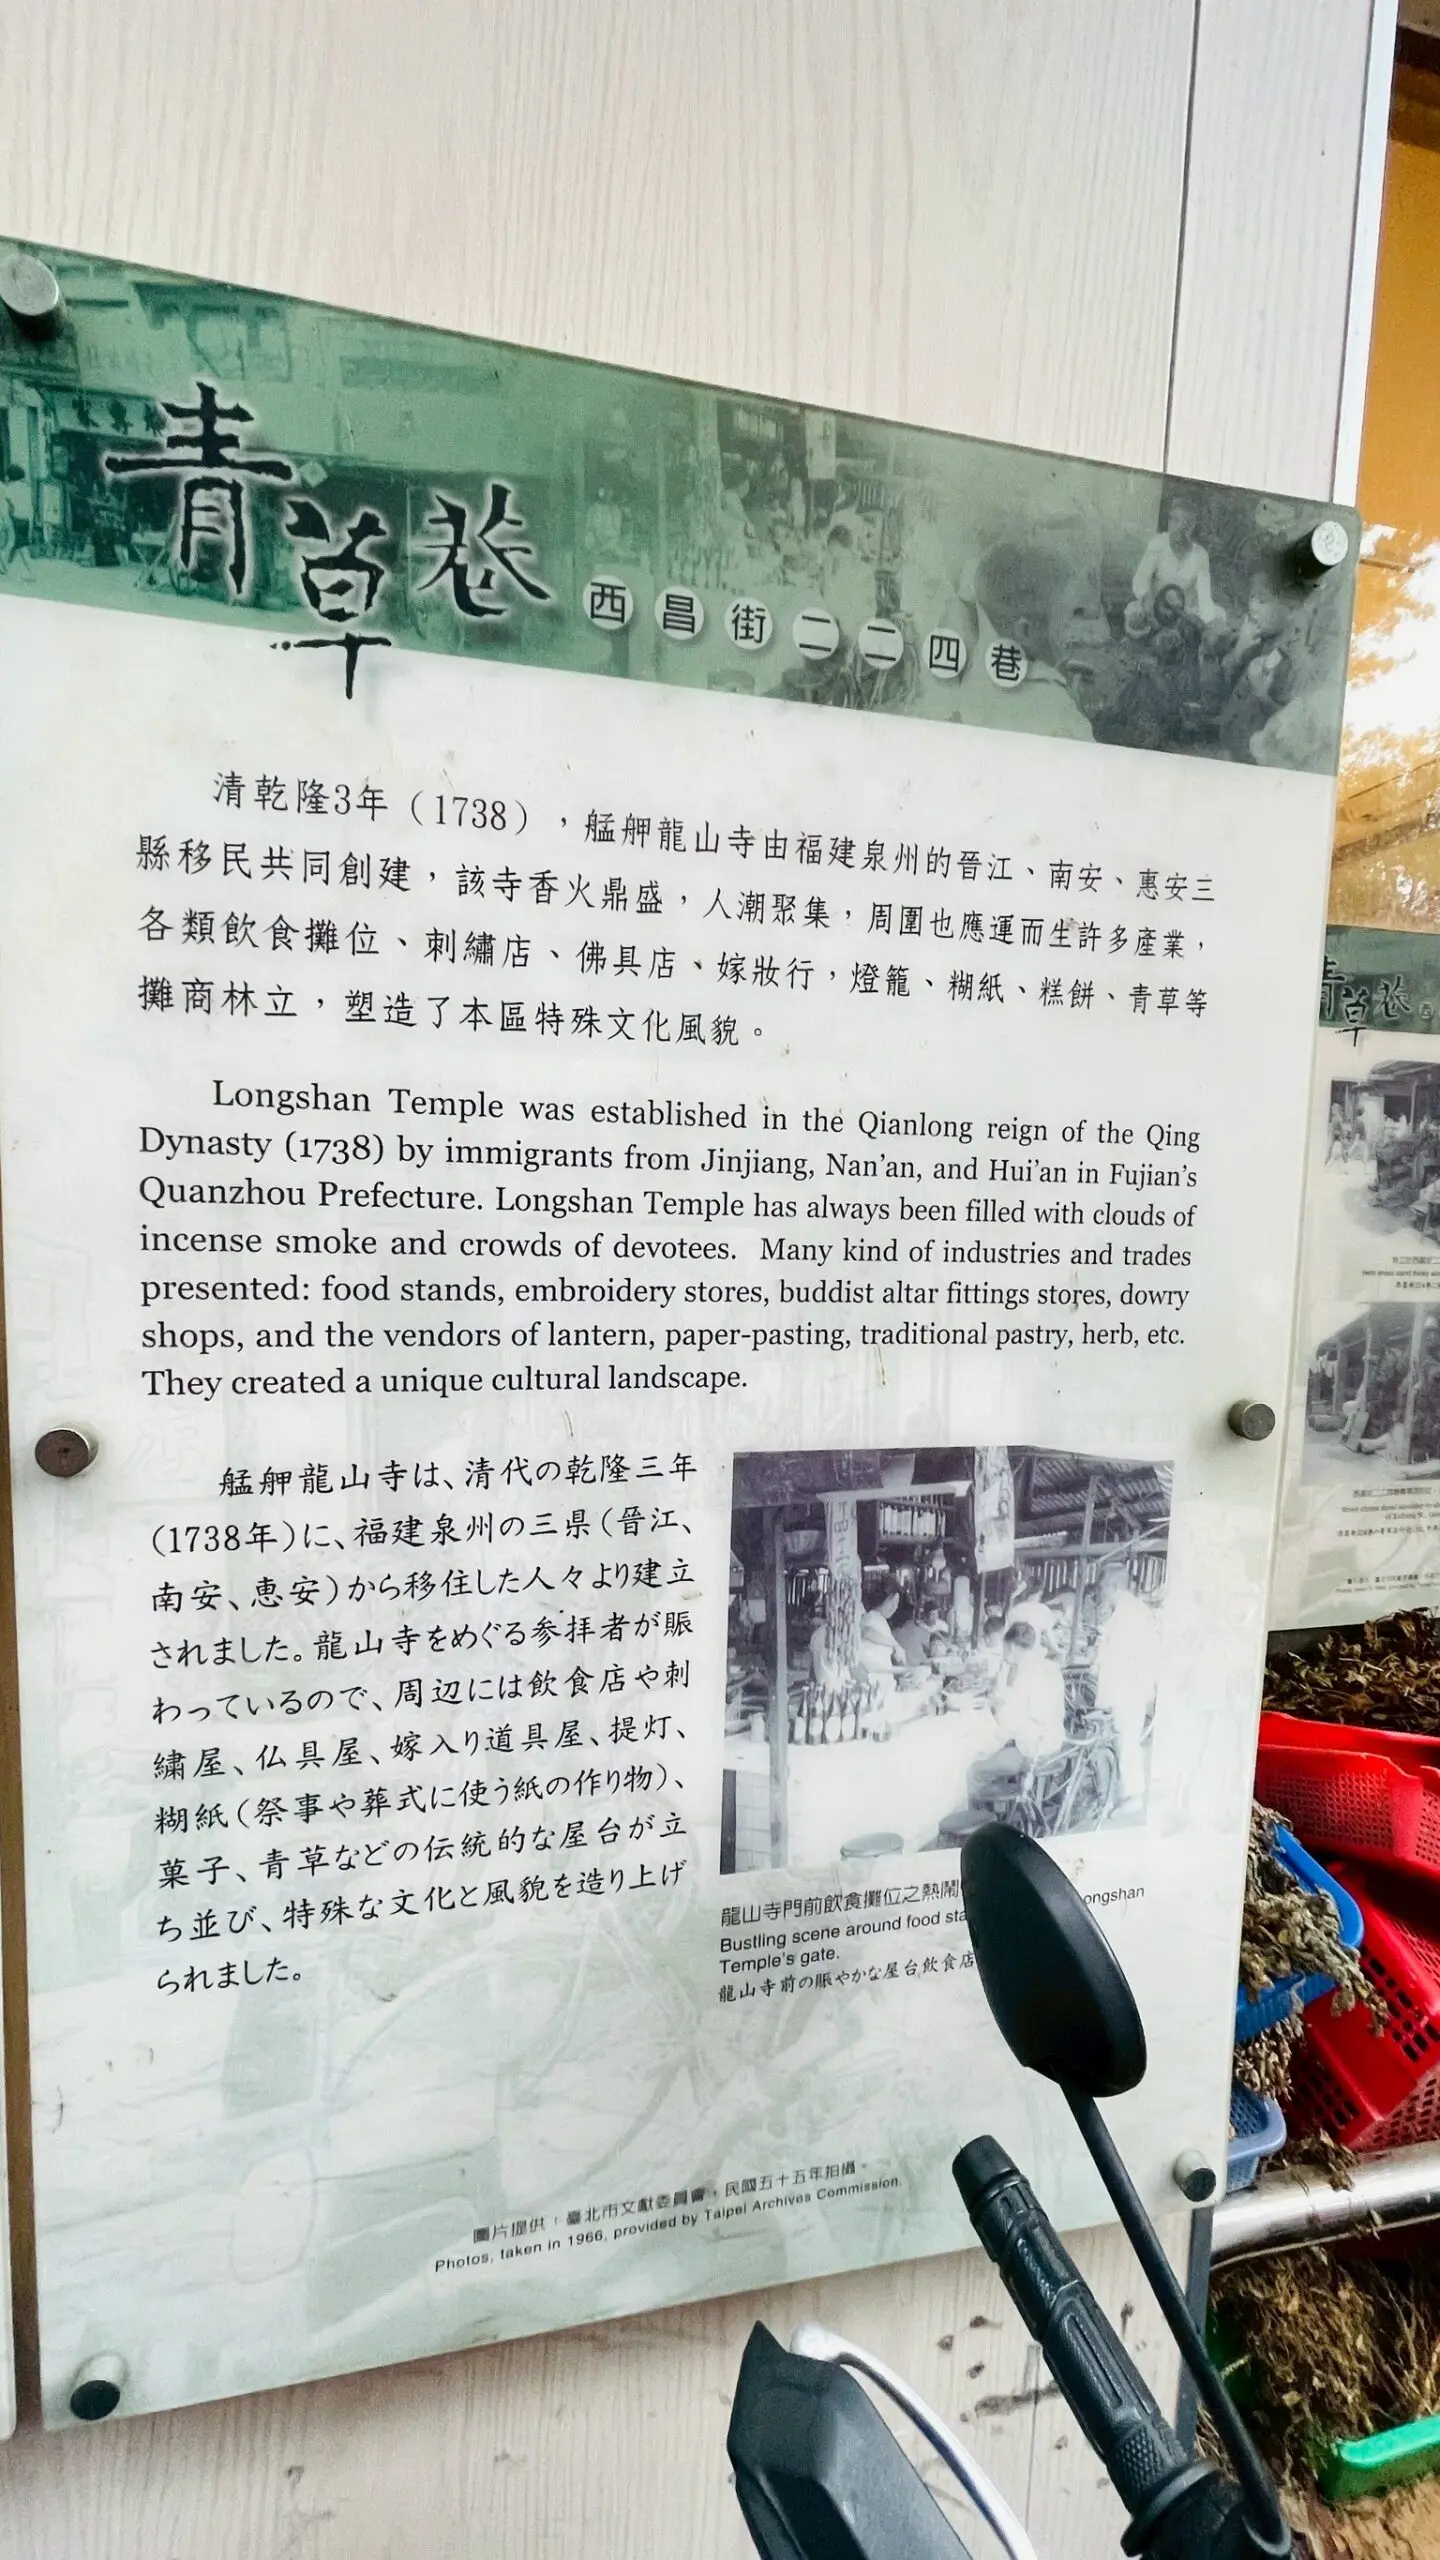 青草巷
西昌街二二四巷
清乾隆3年（1738），艋舺龍山寺由福建泉州的晉江、南安、惠安三
縣移民共同創建，該寺香火鼎盛，人潮聚集，周圍也應運而生許多產業，
各類飲食攤位、刺繡店、佛具店、嫁妝行，燈籠、糊紙、糕餅、青草等
攤商林立，塑造了本區特殊文化風貌。
Longshan Temple was established in the Qianlong reign of the Qing
Dynasty (1738) by immigrants from Jinjiang, Nan'an, and Hui'an in Fujian's
Quanzhou Prefecture. Longshan Temple has always been filled with clouds of
incense smoke and crowds of devotees. Many kind of industries and trades
presented: food stands, embroidery stores, buddist altar fittings stores, dowry
shops, and the vendors of lantern, paper-pasting, traditional pastry, herb, etc.
They created a unique cultural landscape.
艋舺龍山寺は、清代の乾隆三年
(1738年)に、福建泉州の三県(晉江、
南安、恵安)から移住した人々より建立
されました。龍山寺をめぐる参拝者が賑
わっているので、周辺には飲食店や刺
繍屋、仏具屋、嫁入り道具屋、提灯、
糊紙(祭事や葬式に使う紙の作り物)、
菓子、青草などの伝統的な屋台が立
ち並び、特殊な文化と風貌を造り上げ
られました。
龍山寺門前飲食攤位之熱鬧
Bustling scene around food sta ongshan
Temple's gate.
龍山寺前の賑やかな屋台飲食店
圖片提供：臺北市文獻委員會，民國五十五年拍攝。
Photos, taken in 1966, provided by Taipei Archives Commission.
青草巷